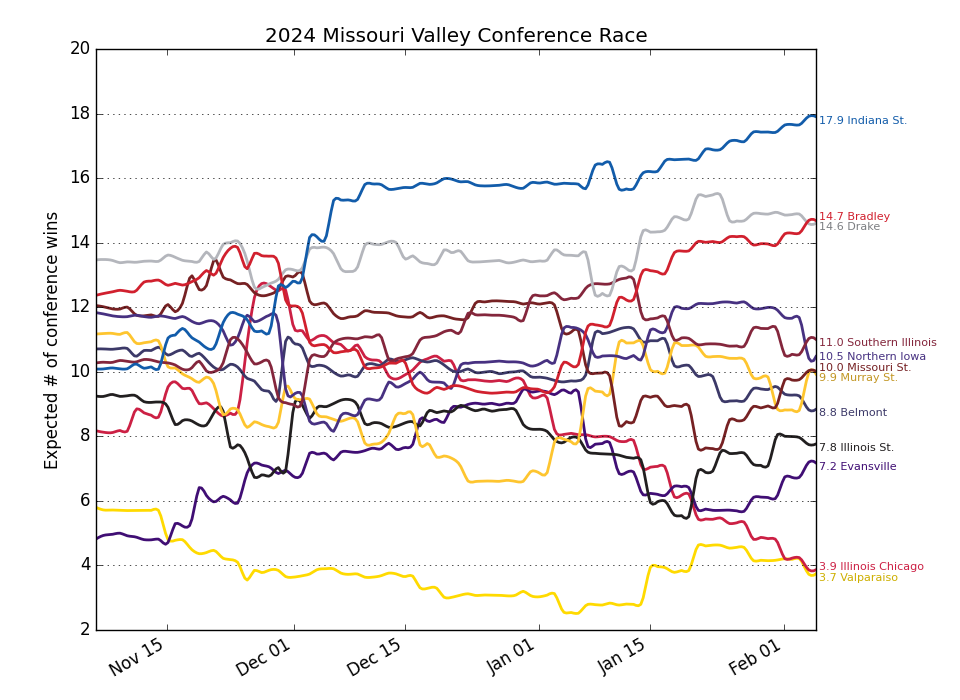 2024 Missouri Valley Conference Race
Expected # of conference wins
20
18
16
14
12
10
8
6
4
2
17.9 Indiana St.
14.7 Bradley
14.6 Drake
11.0 Southern Illinois
10.5 Northern Iowa
10.0 Missouri St.
9.9 Murray St.
8.8 Belmont
7.8 Illinois St.
7.2 Evansville
3.9 Illinois Chicago
3.7 Valparaiso
Nov 15
Dec 01
Dec 15
Jan 01
Jan 15
Feb 01